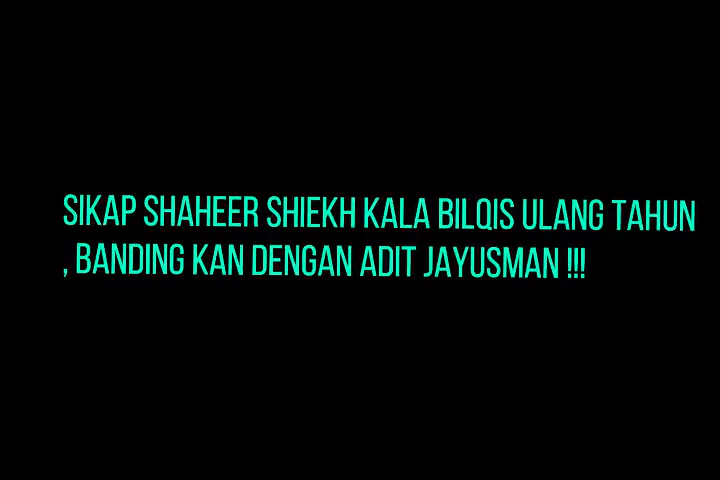 SIKAP SHAHEER SHIEKH KALA BILQIS ULANG TAHUN
, BANDING KAN DENGAN ADIT JAYUSMAN !!!